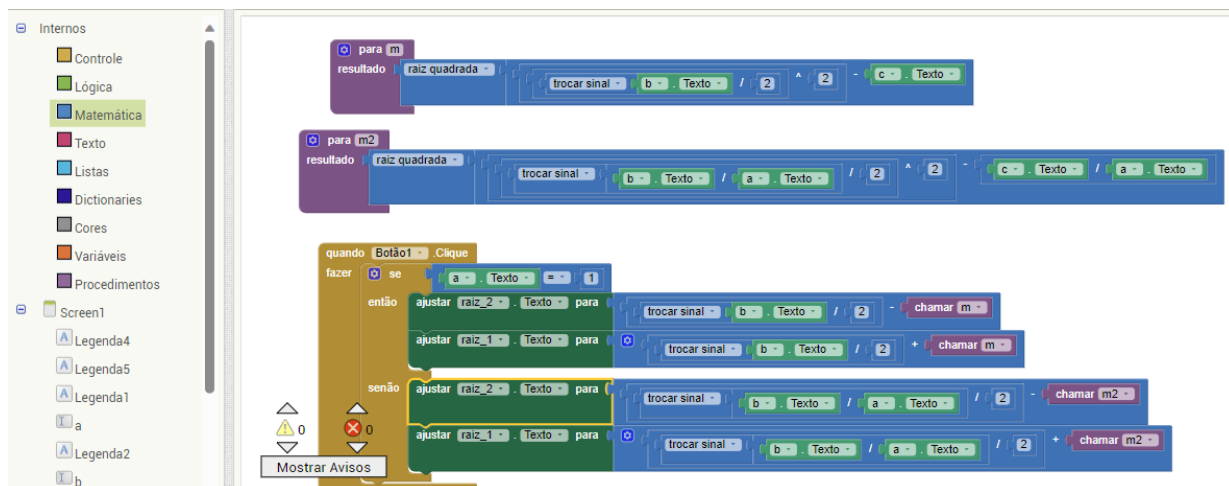 Internos
Controle
Lógica
Matemática
Texto
Listas
Dictionaries
Cores
Variáveis
Procedimentos
Screen1
Legenda4
Legenda5
Legenda1
a
Legenda2
b
para m
resultado raiz quadrada trocar sinal b . Texto / 2 ^ 2 - c . Texto
para m2
resultado raiz quadrada trocar sinal b . Texto / a . Texto / 2 ^ 2 - c . Texto / a . Texto
quando Botão1 .Clique
fazer se a . Texto = 1
então ajustar raiz_2 . Texto para trocar sinal b . Texto / 2 - chamar m
ajustar raiz_1 . Texto para trocar sinal b . Texto / 2 + chamar m
senão ajustar raiz_2 . Texto para trocar sinal b . Texto / a . Texto / 2 - chamar m2
ajustar raiz_1 . Texto para trocar sinal b . Texto / a . Texto / 2 + chamar m2
0 0
Mostrar Avisos